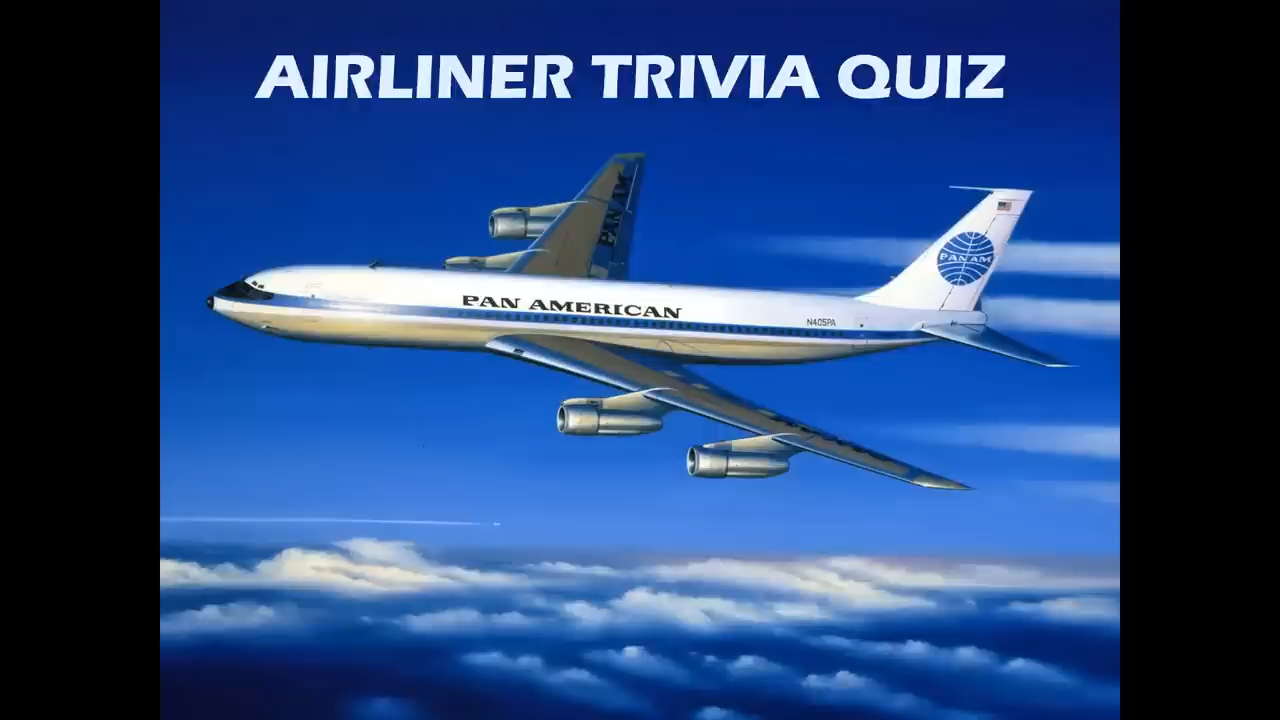 AIRLINER TRIVIA QUIZ
PAN AM
PAN AM
PAN AMERICAN
N405PA